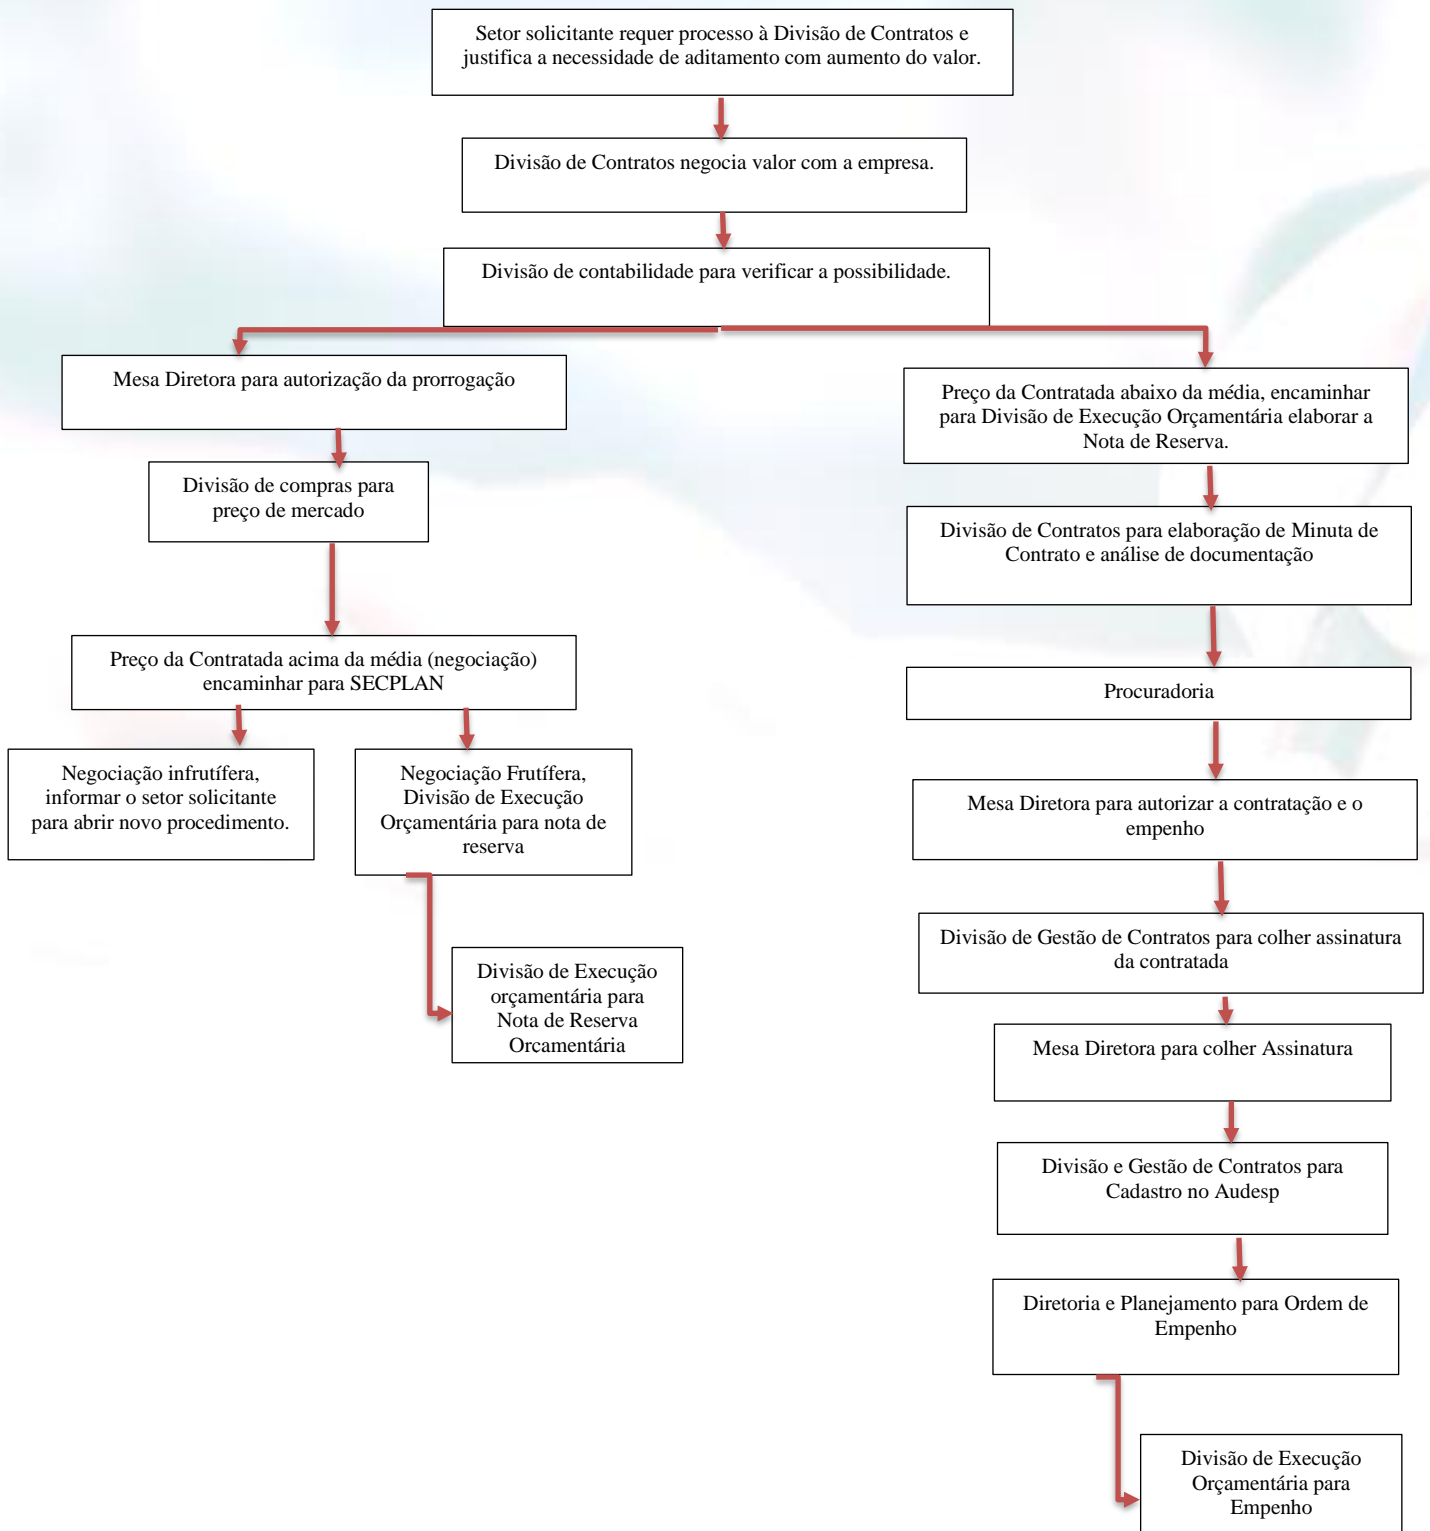 Setor solicitante requer processo à Divisão de Contratos e
justifica a necessidade de aditamento com aumento do valor.
Divisão de Contratos negocia valor com a empresa.
Divisão de contabilidade para verificar a possibilidade.
Mesa Diretora para autorização da prorrogação
Divisão de compras para
preço de mercado
Preço da Contratada acima da média (negociação)
encaminhar para SECPLAN
Negociação infrutífera,
informar o setor solicitante
para abrir novo procedimento.
Negociação Frutífera,
Divisão de Execução
Orçamentária para nota de
reserva
Divisão de Execução
orçamentária para
Nota de Reserva
Orcamentária
Preço da Contratada abaixo da média, encaminhar
para Divisão de Execução Orçamentária elaborar a
Nota de Reserva.
Divisão de Contratos para elaboração de Minuta de
Contrato e análise de documentação
Procuradoria
Mesa Diretora para autorizar a contratação e o
empenho
Divisão de Gestão de Contratos para colher assinatura
da contratada
Mesa Diretora para colher Assinatura
Divisão e Gestão de Contratos para
Cadastro no Audesp
Diretoria e Planejamento para Ordem de
Empenho
Divisão de Execução
Orçamentária para
Empenho